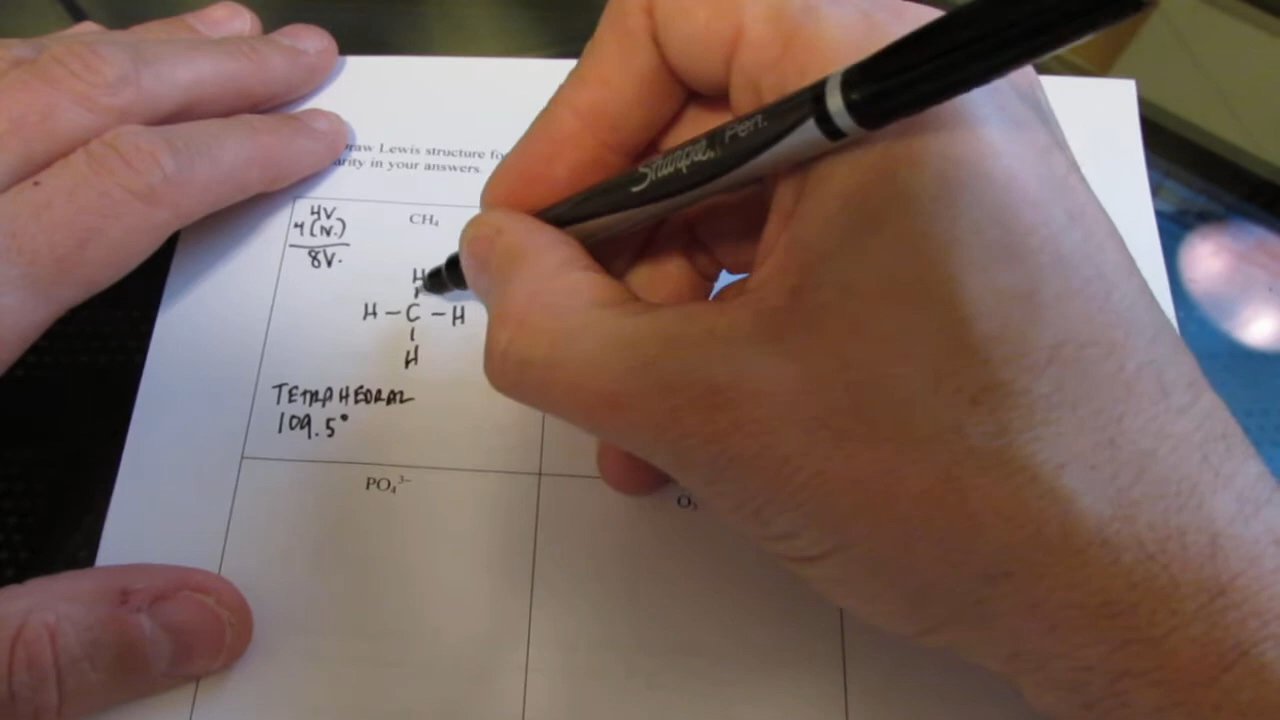 raw Lewis structure fo
arity in your answers.
4V
4(1V.)
8V.
CH₄
H
H – C – H
H
TETRAHEDRAL
109.5°
PO₄³⁻
O₃
Sharpie. Pen.